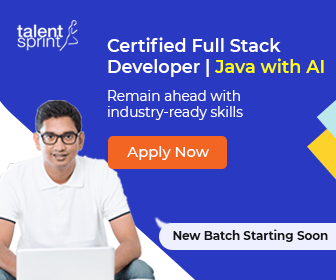 talent
sprint
Certified Full Stack
Developer | Java with AI
Remain ahead with
industry-ready skills
Apply Now
New Batch Starting Soon